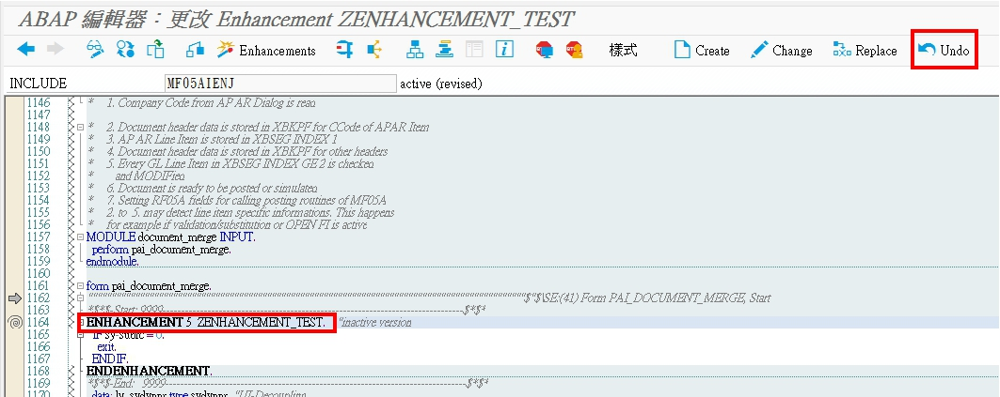 ABAP 編輯器：更改 Enhancement ZENHANCEMENT_TEST
Enhancements 樣式 Create Change Replace Undo
INCLUDE MF05AIENJ active (revised)
1146 * 1. Company Code from AP AR Dialog is read
1147
1148 * 2. Document header data is stored in XBKPF for CCode of APAR Item
1149 * 3. AP AR Line Item is stored in XBSEG INDEX 1
1150 * 4. Document header data is stored in XBKPF for other headers
1151 * 5. Every GL Line Item in XBSEG INDEX GE 2 is checked
1152 * and MODIFied
1153 * 6. Document is ready to be posted or simulated
1154 * 7. Setting RF05A fields for calling posting routines of MF05A
1155 * 2. to 5. may detect line item specific informations. This happens
1156 * for example if validation/substitution or OPEN FI is active
1157 MODULE document_merge INPUT.
1158 perform pai_document_merge.
1159 endmodule.
1160
1161 form pai_document_merge.
1162 """"""""""""""""""""""""""""""""""""""""""""""""""""""""""""""""""""""""""$"$\SE:(41) Form PAI_DOCUMENT_MERGE, Start
1163 *$*$-Start: 9999------------------------------------------------------------------------------$*$*
1164 ENHANCEMENT 5 ZENHANCEMENT_TEST. "inactive version
1165 IF sy-subrc = 0.
1166 exit.
1167 ENDIF.
1168 ENDENHANCEMENT.
1169 *$*$-End: 9999------------------------------------------------------------------------------$*$*
1170 data: lv_sydynnr type sydynnr. "UI-Decoupling